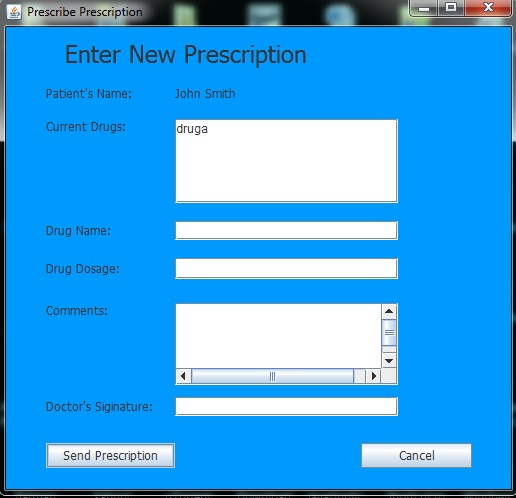 Prescribe Prescription
Enter New Prescription
Patient's Name: John Smith
Current Drugs: druga
Drug Name:
Drug Dosage:
Comments:
Doctor's Siginature:
Send Prescription Cancel